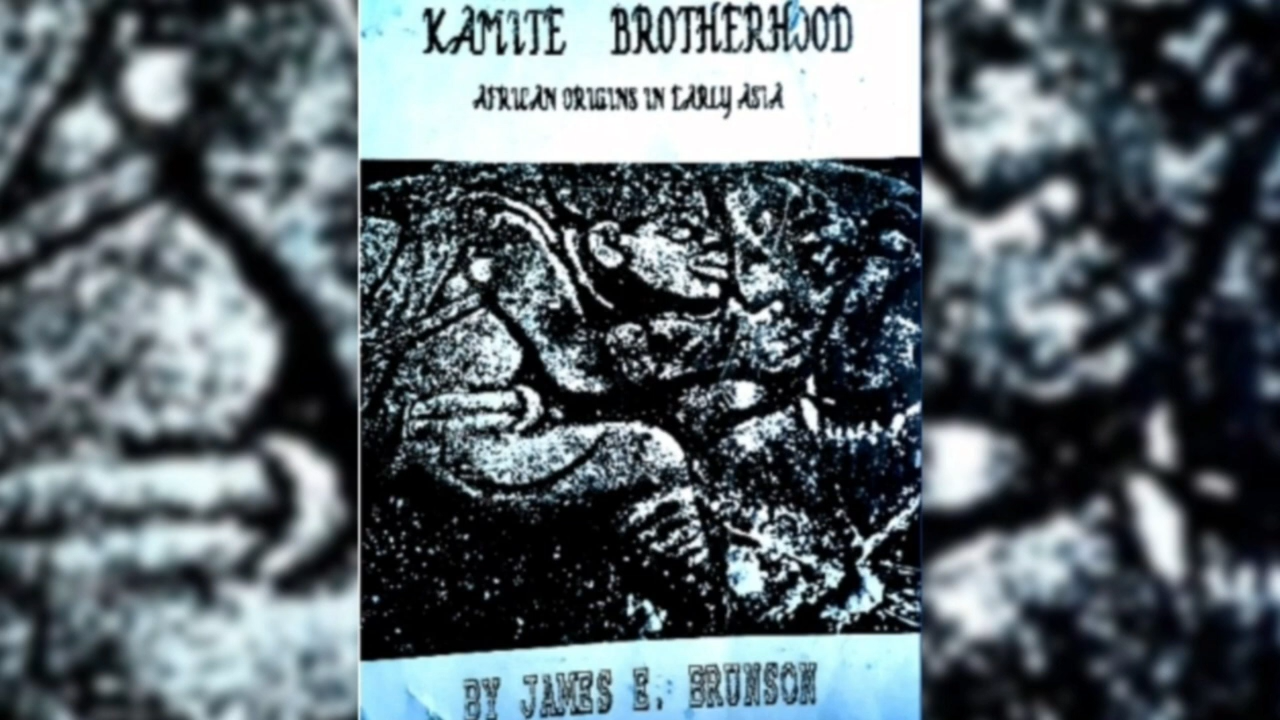 KAMITE BROTHERHOOD
AFRICAN ORIGINS IN EARLY ASIA
BY JAMES E. BRUNSON